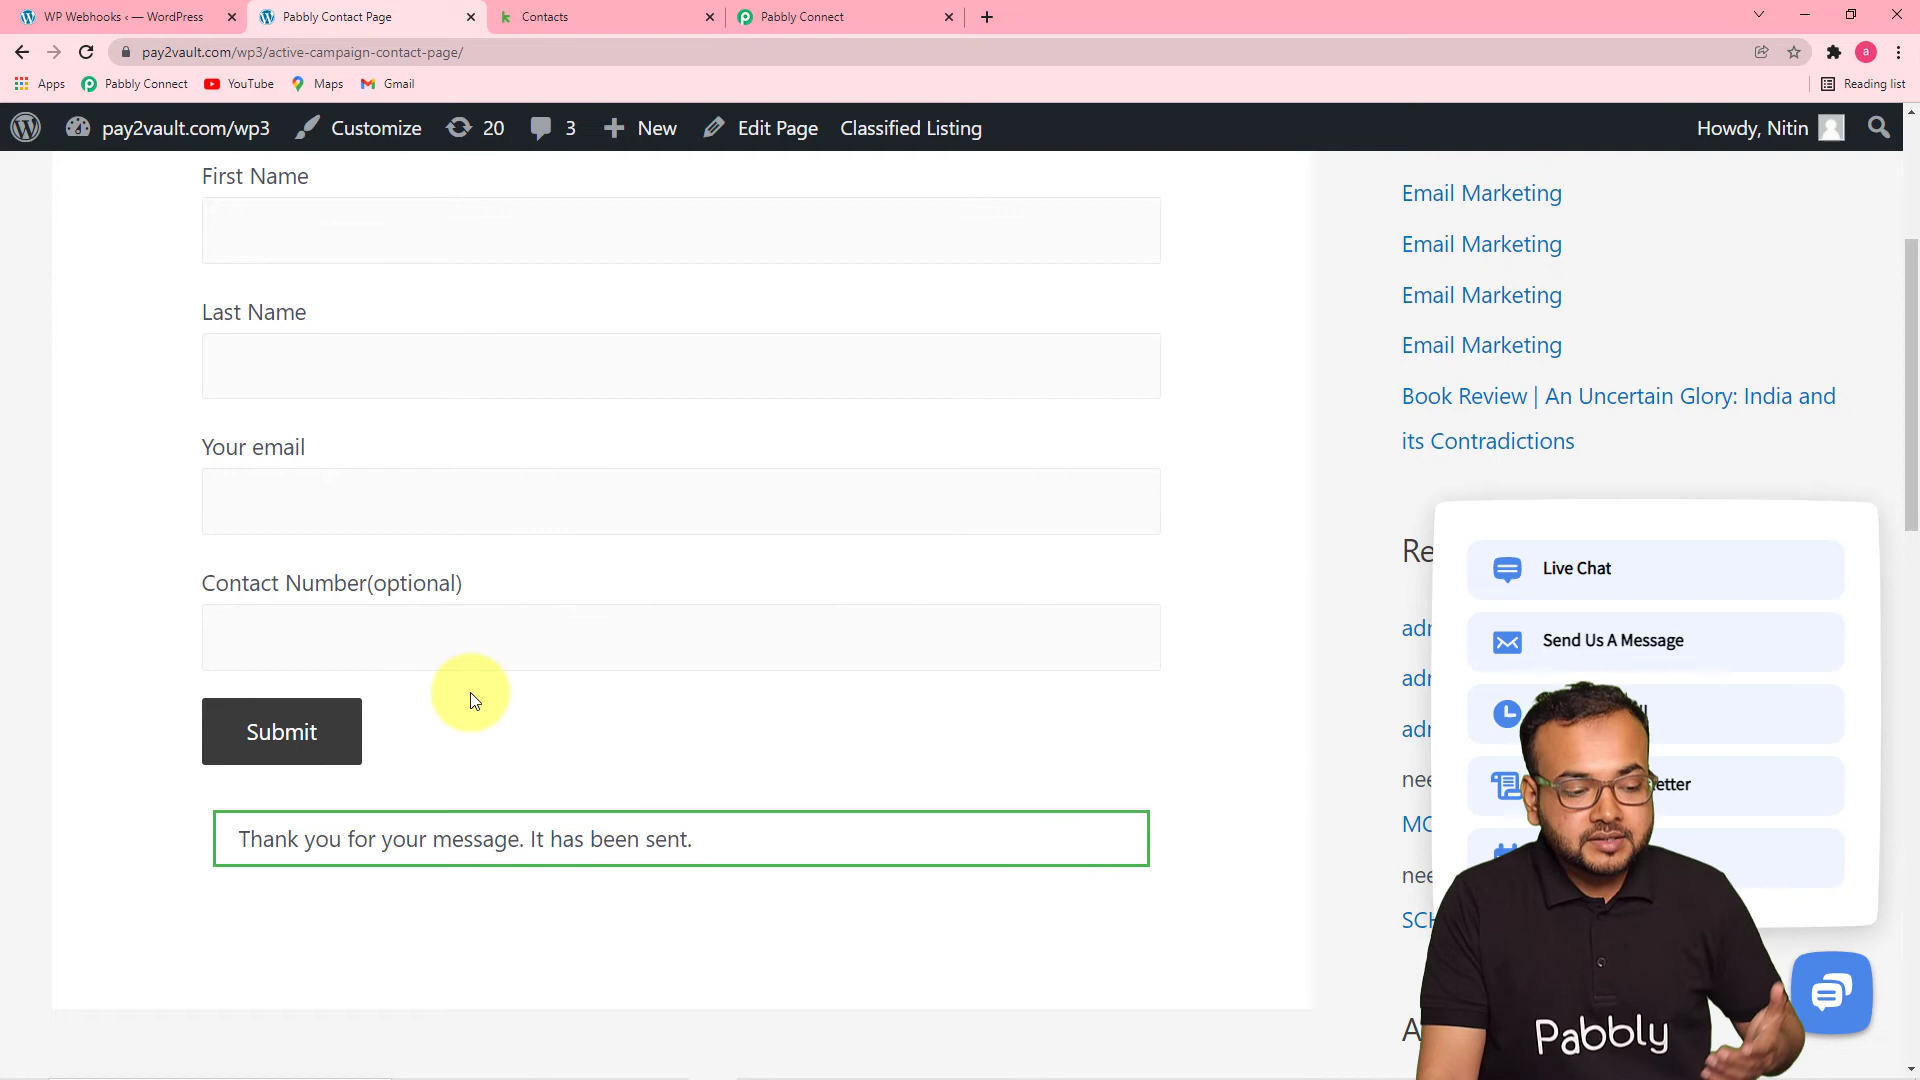 WP Webhooks ‹ — WordPress
Pabbly Contact Page
Contacts
Pabbly Connect
pay2vault.com/wp3/active-campaign-contact-page/
a
Apps
Pabbly Connect
YouTube
Maps
Gmail
Reading list
pay2vault.com/wp3
Customize
20
3
New
Edit Page
Classified Listing
Howdy, Nitin
First Name
Last Name
Your email
Contact Number(optional)
Submit
Thank you for your message. It has been sent.
Email Marketing
Email Marketing
Email Marketing
Email Marketing
Book Review | An Uncertain Glory: India and
its Contradictions
Live Chat
Send Us A Message
Pabbly